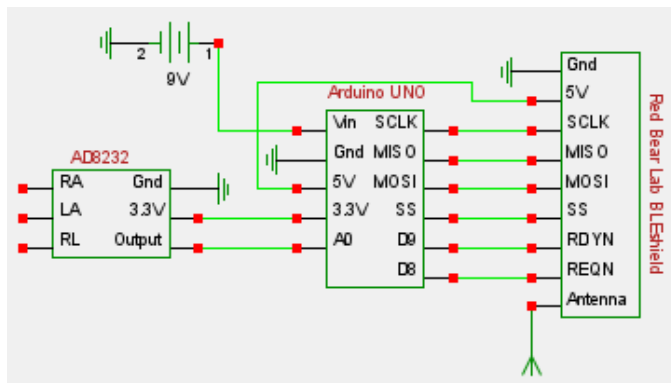 2 1
9V
Arduino UNO
Vin SCLK
Gnd MISO
5V MOSI
3.3V SS
A0 D9
D8
AD8232
RA Gnd
LA 3.3V
RL Output
Gnd
5V
SCLK
MISO
MOSI
SS
RDYN
REQN
Antenna
Red Bear Lab BLEshield